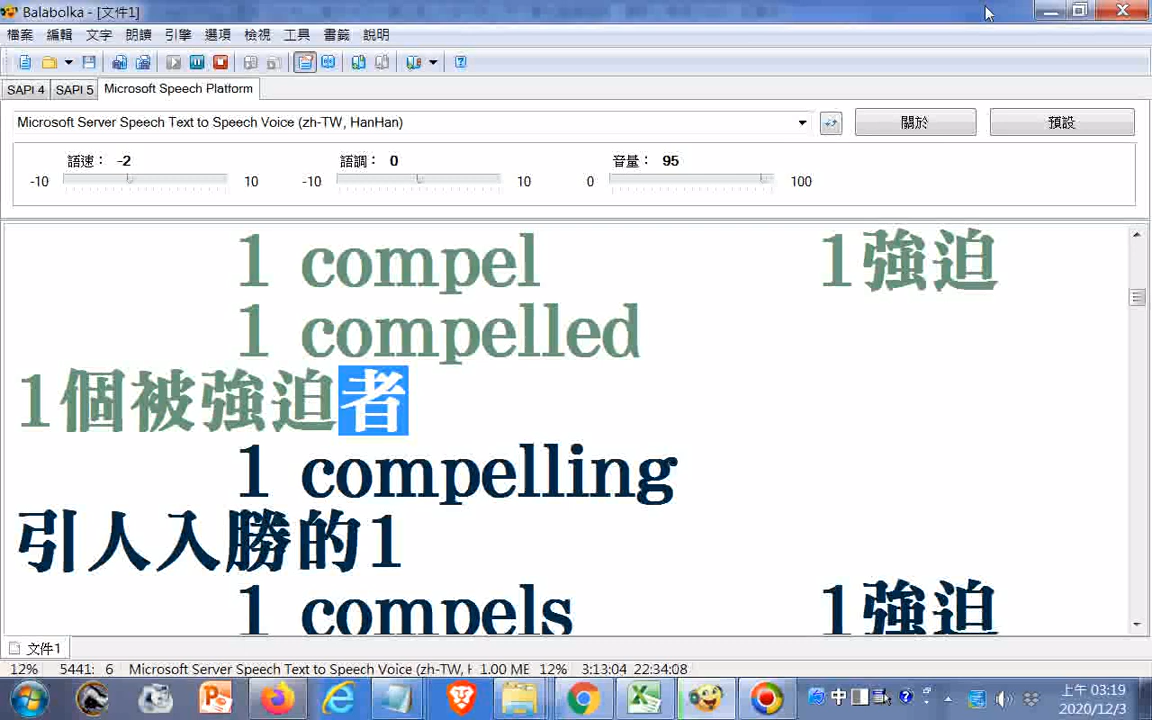 Balabolka - [文件1]
檔案 編輯 文字 朗讀 引擎 選項 檢視 工具 書籤 說明
SAPI 4 SAPI 5 Microsoft Speech Platform
Microsoft Server Speech Text to Speech Voice (zh-TW, HanHan) 關於 預設
語速： -2 語調： 0 音量： 95
-10 10 -10 10 0 100
1 compel 1強迫
1 compelled
1個被強迫者
1 compelling
引人入勝的1
1 compels 1強迫
文件1
12% 5441: 6 Microsoft Server Speech Text to Speech Voice (zh-TW, H 1.00 ME 12% 3:13:04 22:34:08
中 上午 03:19
2020/12/3